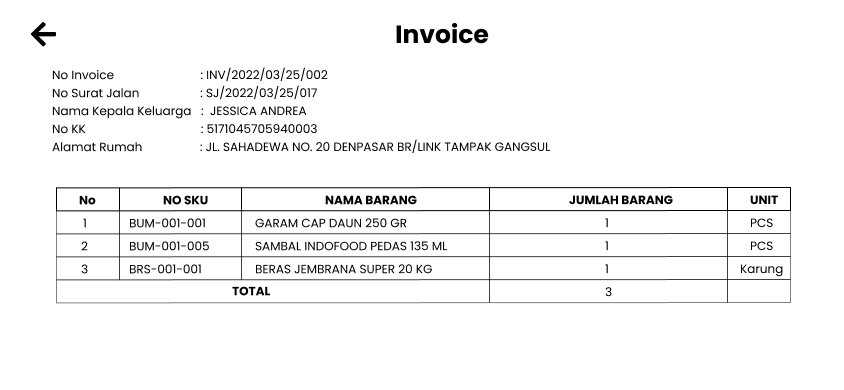 Invoice
No Invoice : INV/2022/03/25/002
No Surat Jalan : SJ/2022/03/25/017
Nama Kepala Keluarga : JESSICA ANDREA
No KK : 5171045705940003
Alamat Rumah : JL. SAHADEWA NO. 20 DENPASAR BR/LINK TAMPAK GANGSUL
No NO SKU NAMA BARANG JUMLAH BARANG UNIT
1 BUM-001-001 GARAM CAP DAUN 250 GR 1 PCS
2 BUM-001-005 SAMBAL INDOFOOD PEDAS 135 ML 1 PCS
3 BRS-001-001 BERAS JEMBRANA SUPER 20 KG 1 Karung
TOTAL 3